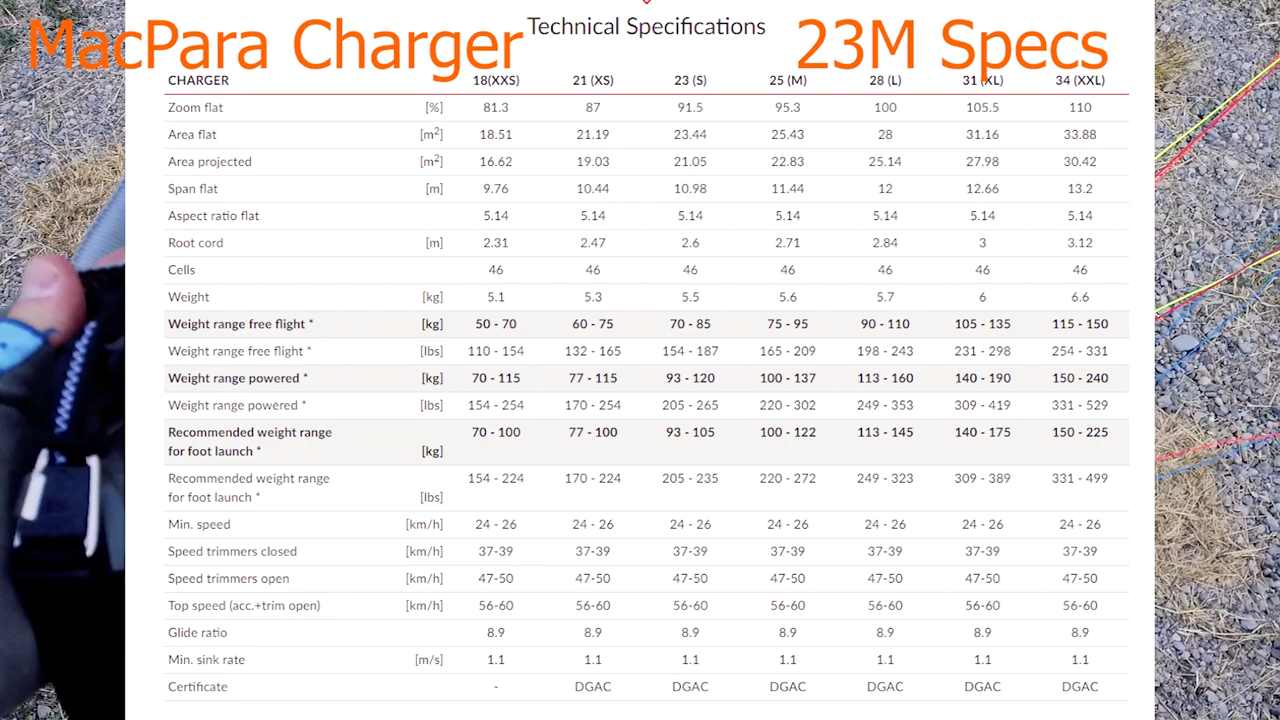 MacPara Charger 23M Specs
Technical Specifications
CHARGER 18(XXS) 21 (XS) 23 (S) 25 (M) 28 (L) 31 (XL) 34 (XXL)
Zoom flat [%] 81.3 87 91.5 95.3 100 105.5 110
Area flat [m²] 18.51 21.19 23.44 25.43 28 31.16 33.88
Area projected [m²] 16.62 19.03 21.05 22.83 25.14 27.98 30.42
Span flat [m] 9.76 10.44 10.98 11.44 12 12.66 13.2
Aspect ratio flat 5.14 5.14 5.14 5.14 5.14 5.14 5.14
Root cord [m] 2.31 2.47 2.6 2.71 2.84 3 3.12
Cells 46 46 46 46 46 46 46
Weight [kg] 5.1 5.3 5.5 5.6 5.7 6 6.6
Weight range free flight * [kg] 50 - 70 60 - 75 70 - 85 75 - 95 90 - 110 105 - 135 115 - 150
Weight range free flight * [lbs] 110 - 154 132 - 165 154 - 187 165 - 209 198 - 243 231 - 298 254 - 331
Weight range powered * [kg] 70 - 115 77 - 115 93 - 120 100 - 137 113 - 160 140 - 190 150 - 240
Weight range powered * [lbs] 154 - 254 170 - 254 205 - 265 220 - 302 249 - 353 309 - 419 331 - 529
Recommended weight range 70 - 100 77 - 100 93 - 105 100 - 122 113 - 145 140 - 175 150 - 225
for foot launch * [kg]
Recommended weight range 154 - 224 170 - 224 205 - 235 220 - 272 249 - 323 309 - 389 331 - 499
for foot launch * [lbs]
Min. speed [km/h] 24 - 26 24 - 26 24 - 26 24 - 26 24 - 26 24 - 26 24 - 26
Speed trimmers closed [km/h] 37-39 37-39 37-39 37-39 37-39 37-39 37-39
Speed trimmers open [km/h] 47-50 47-50 47-50 47-50 47-50 47-50 47-50
Top speed (acc.+trim open) [km/h] 56-60 56-60 56-60 56-60 56-60 56-60 56-60
Glide ratio 8.9 8.9 8.9 8.9 8.9 8.9 8.9
Min. sink rate [m/s] 1.1 1.1 1.1 1.1 1.1 1.1 1.1
Certificate - DGAC DGAC DGAC DGAC DGAC DGAC